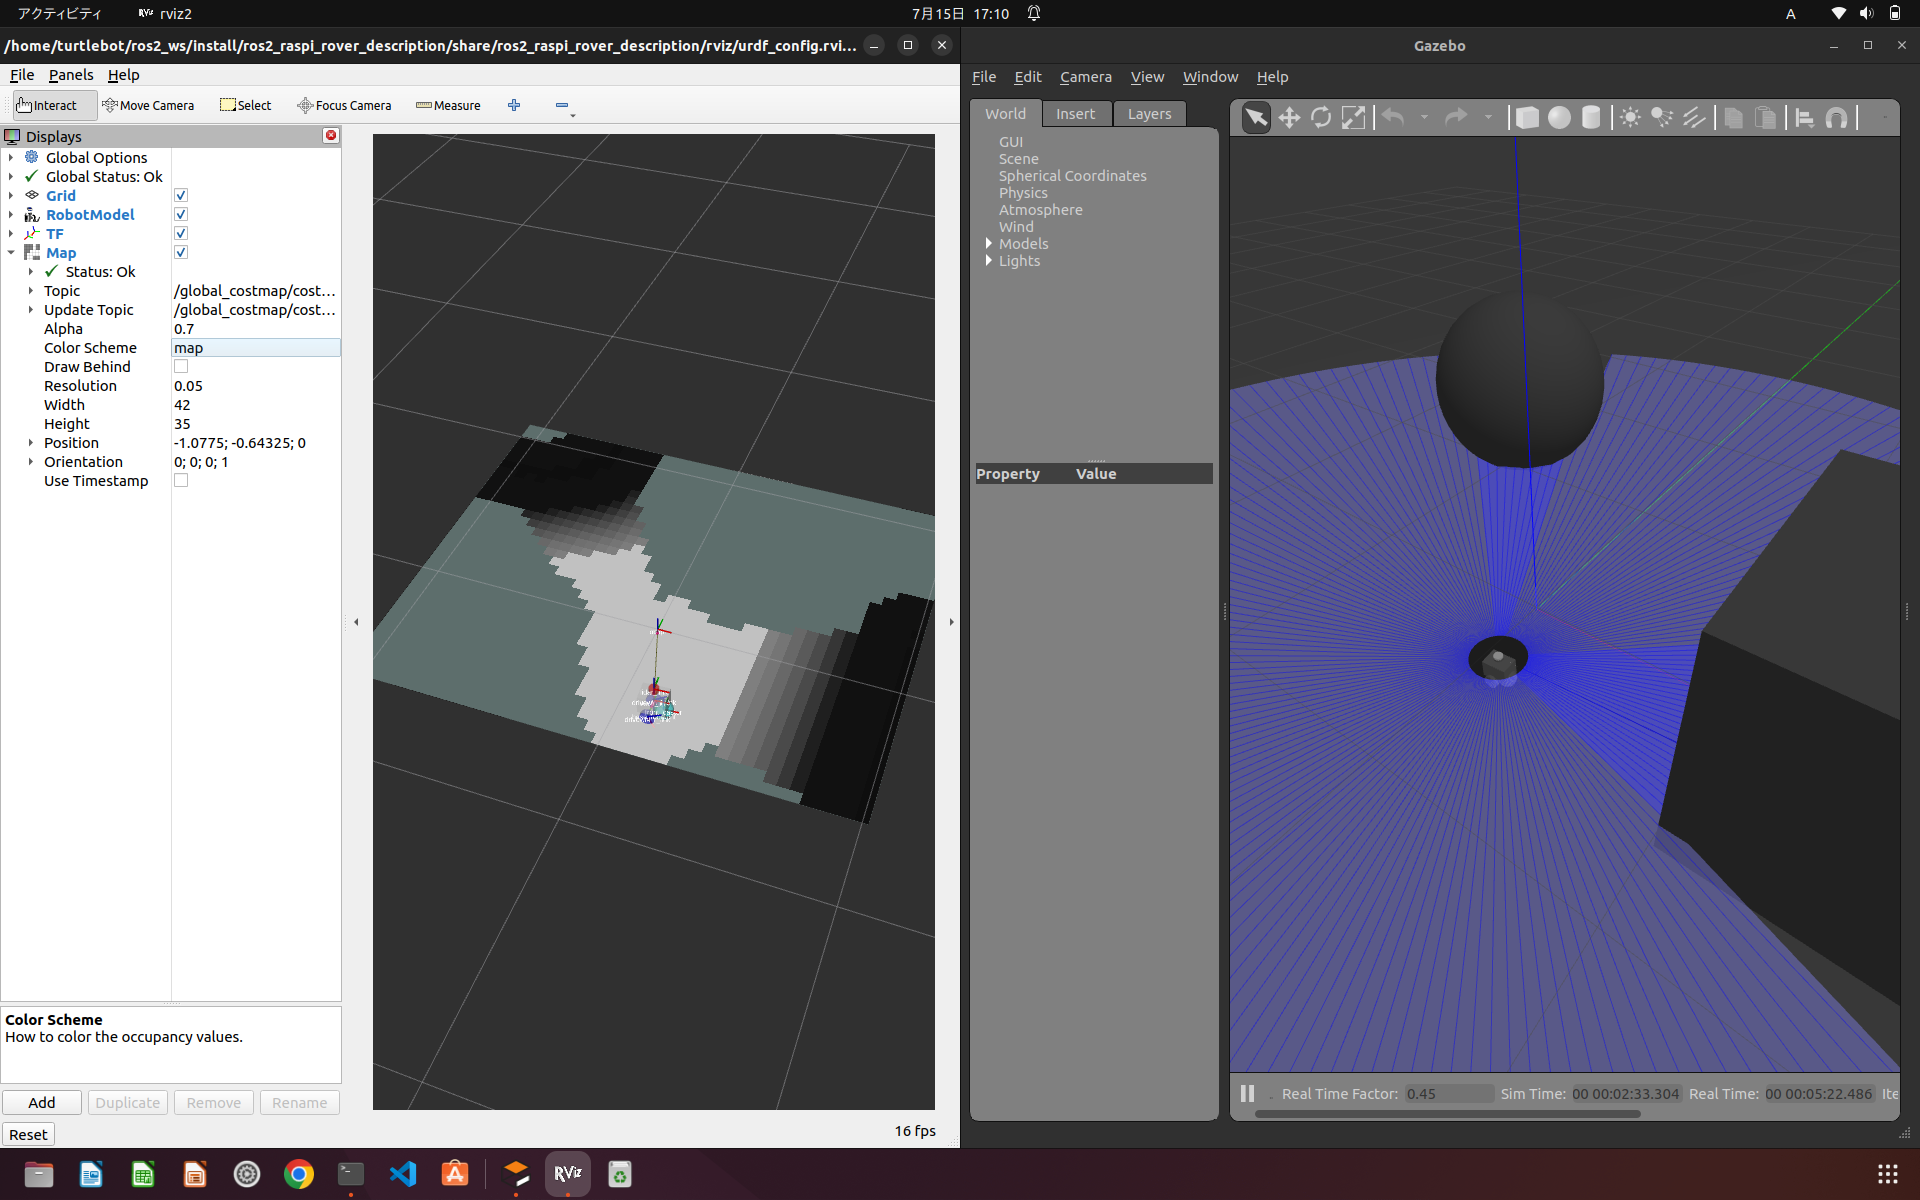 アクティビティ
rviz2
7月15日 17:10
A
/home/turtlebot/ros2_ws/install/ros2_raspi_rover_description/share/ros2_raspi_rover_description/rviz/urdf_config.rvi...
File Panels Help
Interact
Move Camera
Select
Focus Camera
Measure
Displays
Global Options
Global Status: Ok
Grid
RobotModel
TF
Map
Status: Ok
Topic /global_costmap/cost...
Update Topic /global_costmap/cost...
Alpha 0.7
Color Scheme map
Draw Behind
Resolution 0.05
Width 42
Height 35
Position -1.0775; -0.64325; 0
Orientation 0; 0; 0; 1
Use Timestamp
Color Scheme
How to color the occupancy values.
Add Duplicate Remove Rename
Reset
16 fps
Gazebo
File Edit Camera View Window Help
World Insert Layers
GUI
Scene
Spherical Coordinates
Physics
Atmosphere
Wind
Models
Lights
Property Value
Real Time Factor: 0.45 Sim Time: 00 00:02:33.304 Real Time: 00 00:05:22.486 Ite
RViz